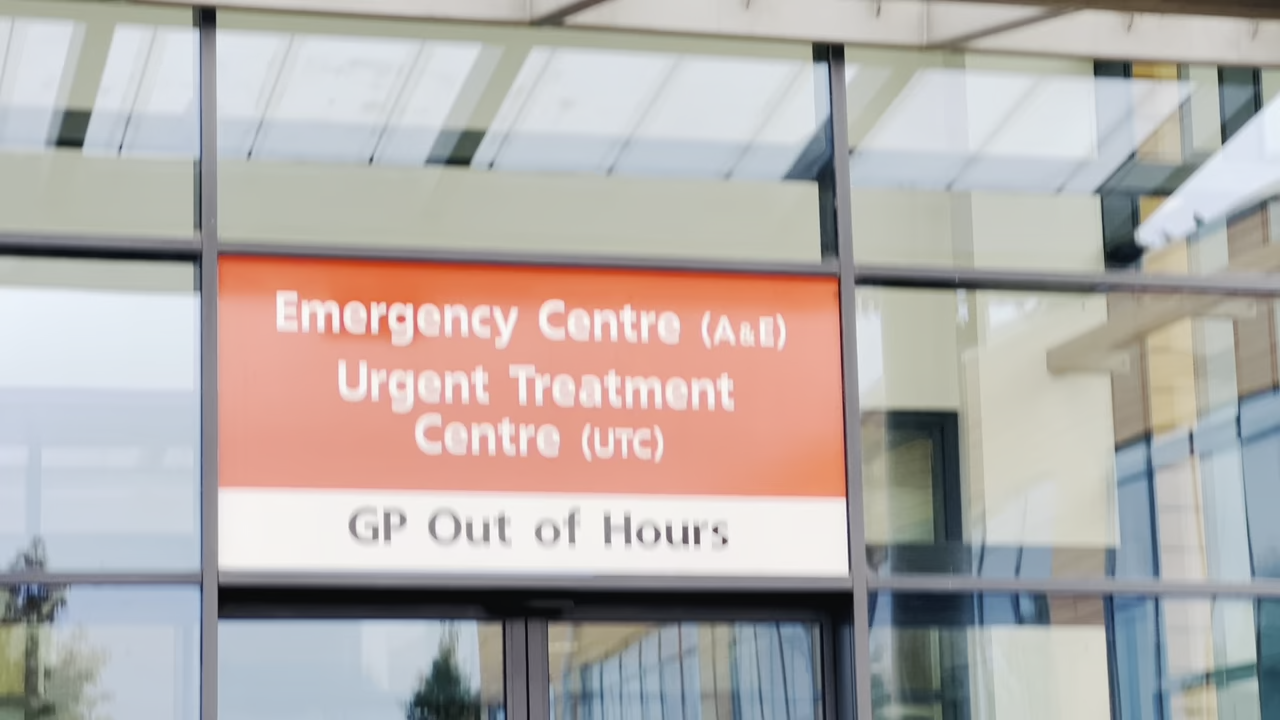 Emergency Centre (A&E)
Urgent Treatment
Centre (UTC)
GP Out of Hours